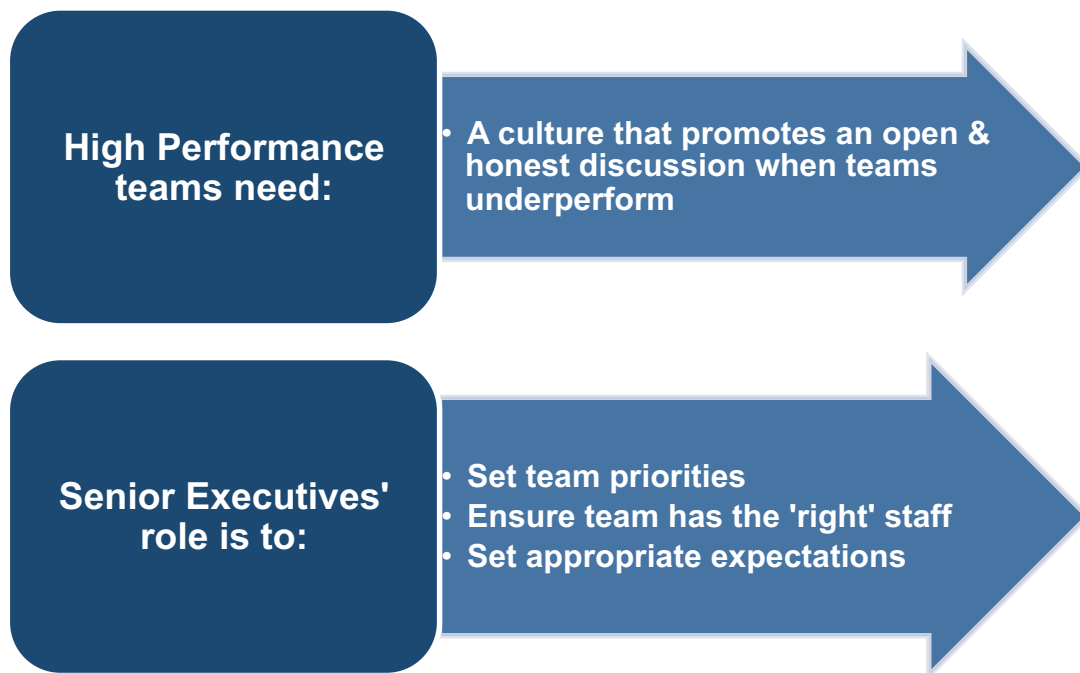 High Performance
teams need:
• A culture that promotes an open &
honest discussion when teams
underperform
Senior Executives'
role is to:
• Set team priorities
• Ensure team has the 'right' staff
• Set appropriate expectations